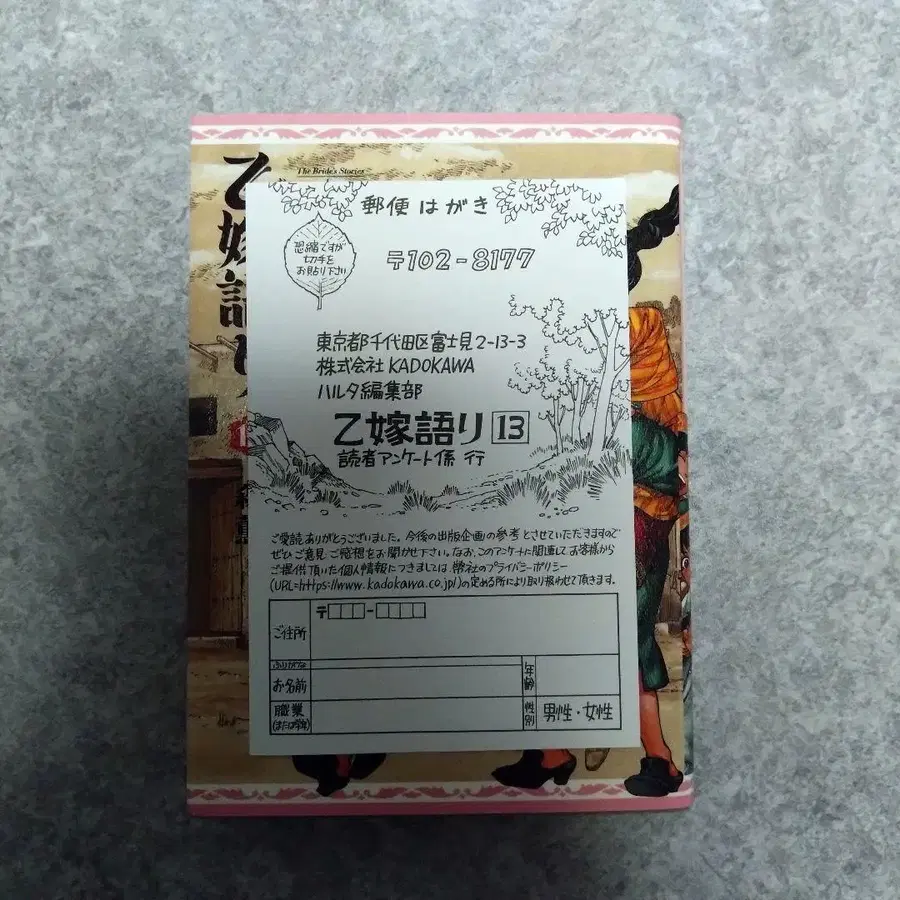 The Bride's Stories
乙嫁語り
郵便はがき
恐縮ですが
切手を
お貼り下さい
〒102-8177
東京都千代田区富士見2-13-3
株式会社 KADOKAWA
ハルタ編集部
乙嫁語り 13
読者アンケート係 行
ご愛読ありがとうございました。今後の出版企画の参考とさせていただきますので
ぜひご意見、ご感想をお聞かせ下さい。なお、このアンケートに関連して、お客様から
ご提供頂いた個人情報につきましては、弊社のプライバシーポリシー
(URL=https://www.kadokawa.co.jp/)の定める所により取り扱わせて頂きます。
ご住所
〒 -
ふりがな
お名前
年齢
職業
(または学年)
性別
男性・女性